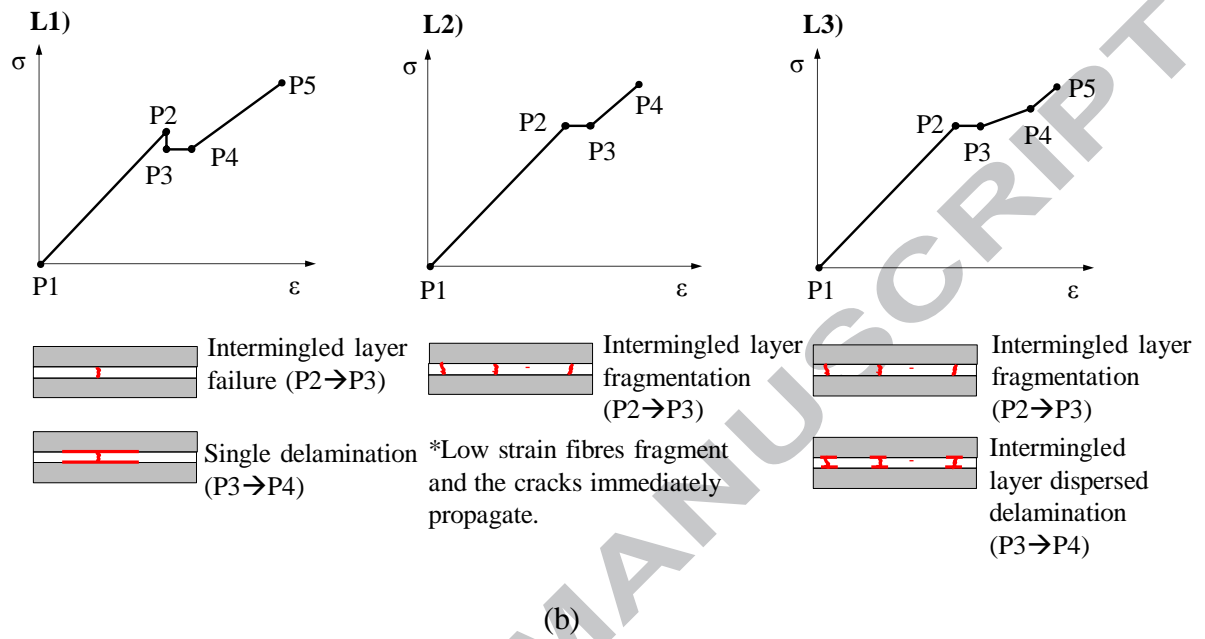 L1)
σ
P2
P3
P4
P5
P1
ε
L2)
σ
P2
P3
P4
P1
ε
L3)
σ
P2
P3
P4
P5
P1
ε
Intermingled layer
failure (P2→P3)
Single delamination
(P3→P4)
Intermingled layer
fragmentation
(P2→P3)
*Low strain fibres fragment
and the cracks immediately
propagate.
Intermingled layer
fragmentation
(P2→P3)
Intermingled
layer dispersed
delamination
(P3→P4)
(b)
MANUSCRIPT